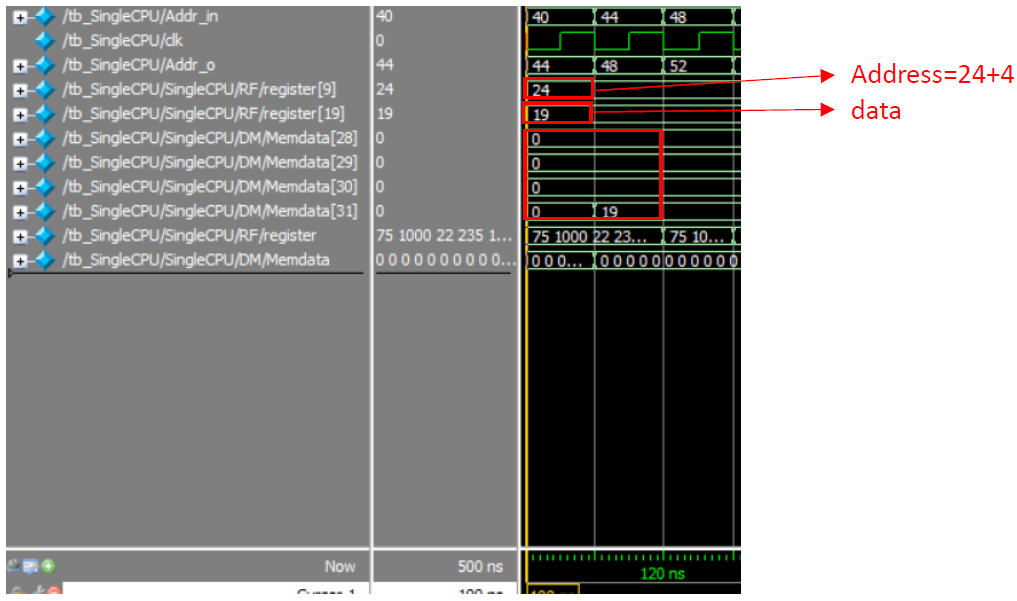 /tb_SingleCPU/Addr_in 40 40 44 48
/tb_SingleCPU/clk 0
/tb_SingleCPU/Addr_o 44 44 48 52
/tb_SingleCPU/SingleCPU/RF/register[9] 24 24
Address=24+4
/tb_SingleCPU/SingleCPU/RF/register[19] 19 19
data
/tb_SingleCPU/SingleCPU/DM/Memdata[28] 0 0
/tb_SingleCPU/SingleCPU/DM/Memdata[29] 0 0
/tb_SingleCPU/SingleCPU/DM/Memdata[30] 0 0
/tb_SingleCPU/SingleCPU/DM/Memdata[31] 0 0 19
/tb_SingleCPU/SingleCPU/RF/register 75 1000 22 235 1... 75 1000 22 23... 75 10...
/tb_SingleCPU/SingleCPU/DM/Memdata 0 0 0 0 0 0 0 0 0 0... 0 0 0... 0 0 0 0 0 0 0 0 0 0 0
Now 500 ns
120 ns